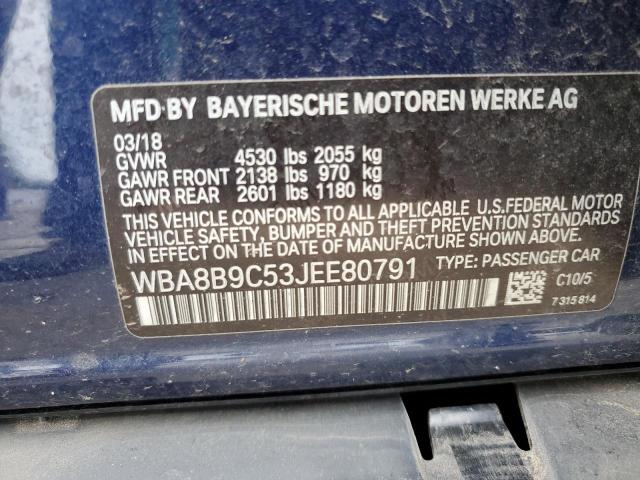 MFD BY BAYERISCHE MOTOREN WERKE AG
03/18
GVWR 4530 lbs 2055 kg
GAWR FRONT 2138 lbs 970 kg
GAWR REAR 2601 lbs 1180 kg
THIS VEHICLE CONFORMS TO ALL APPLICABLE U.S.FEDERAL MOTOR
VEHICLE SAFETY, BUMPER, AND THEFT PREVENTION STANDARDS
IN EFFECT ON THE DATE OF MANUFACTURE SHOWN ABOVE.
WBA8B9C53JEE80791 TYPE: PASSENGER CAR
C10/5
7315814